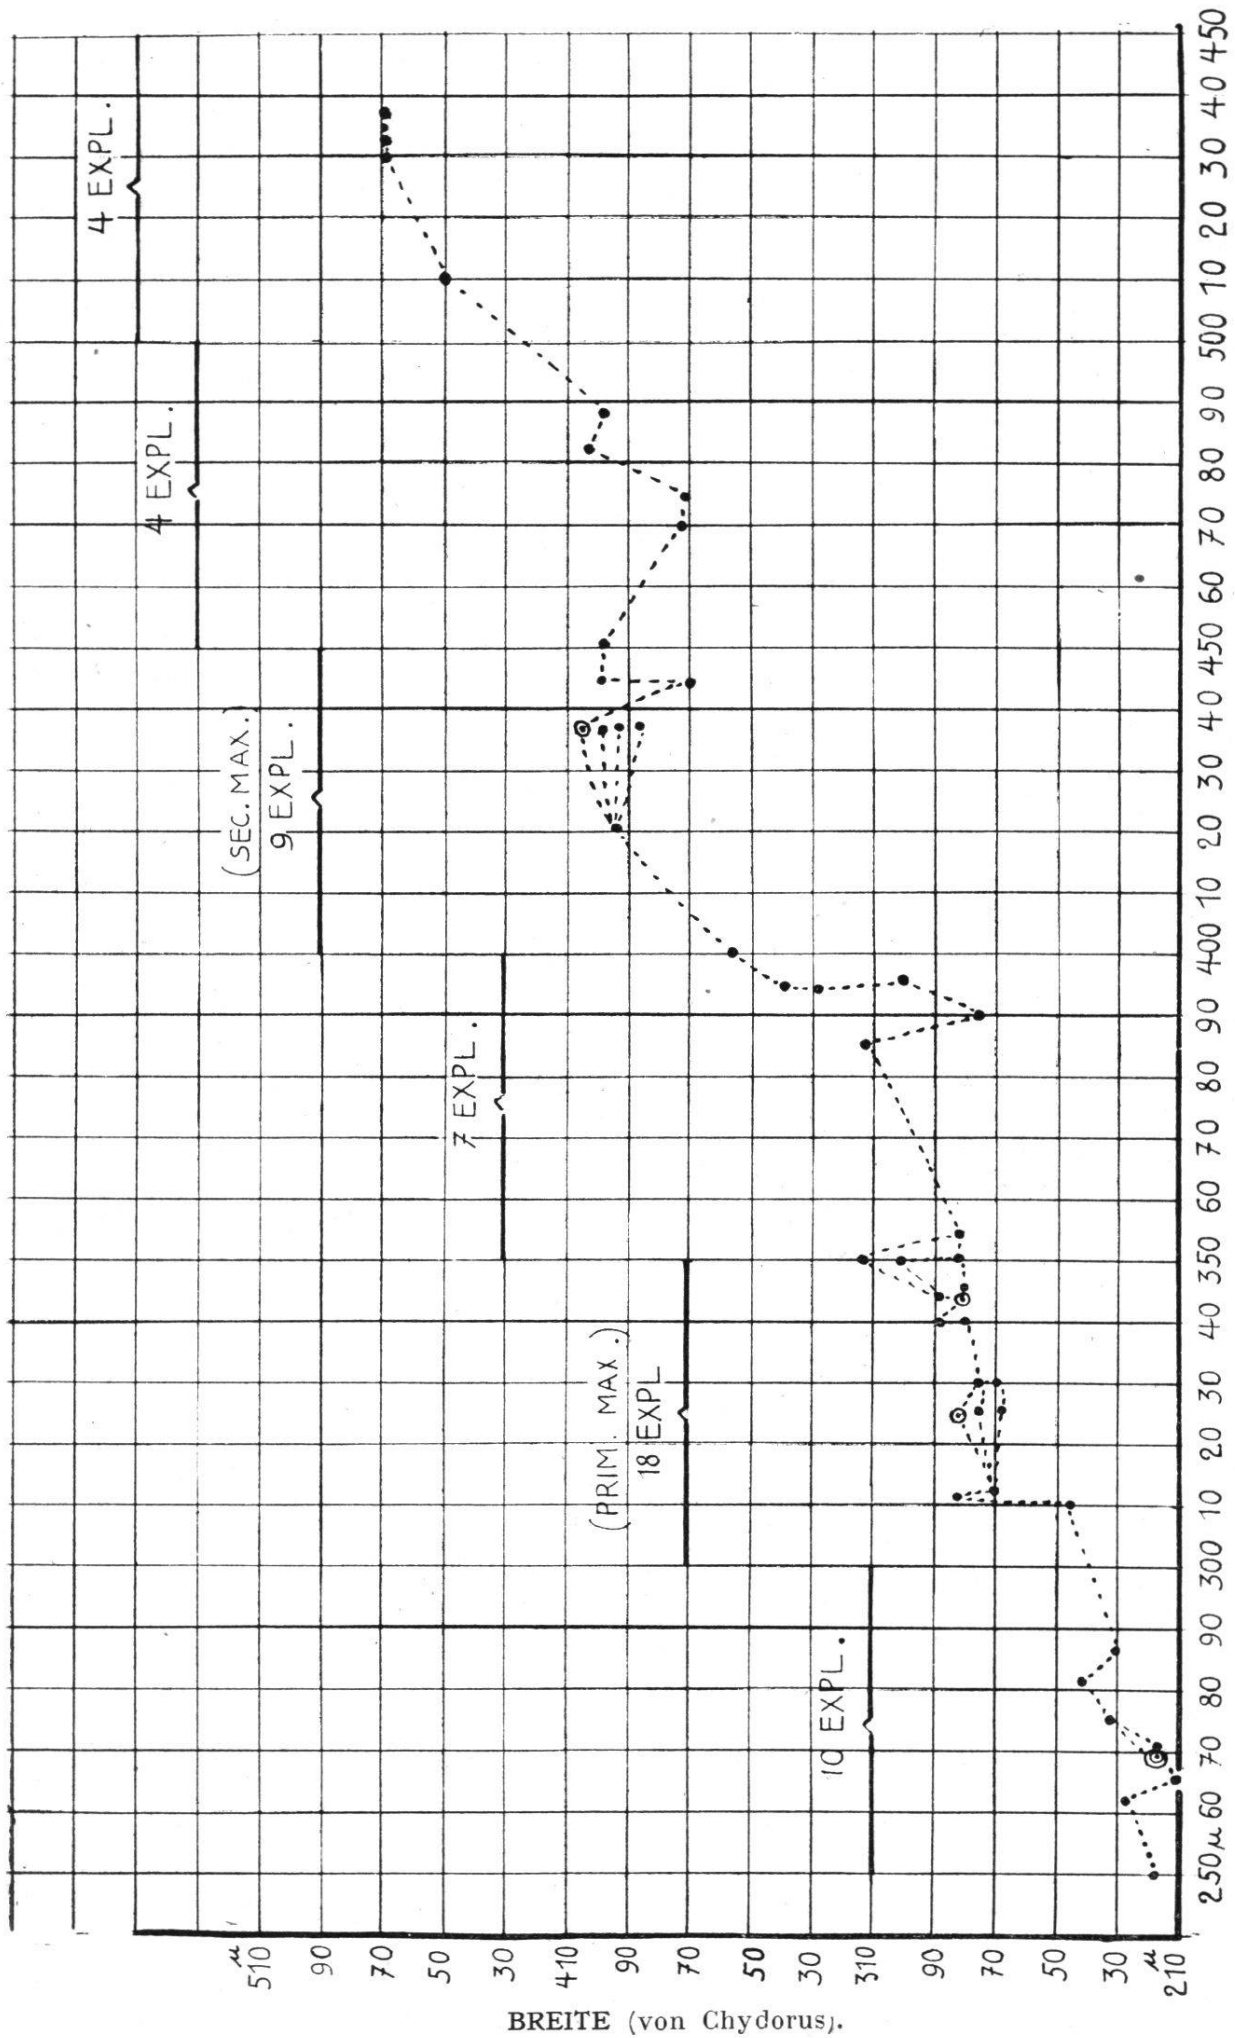 4 EXPL.
4 EXPL.
(SEC. MAX.)
9 EXPL.
7 EXPL.
(PRIM. MAX.)
18 EXPL
10 EXPL.
250µ 60 70 80 90 300 10 20 30 40 350 60 70 80 90 400 10 20 30 40 450 60 70 80 90 500 10 20 30 40 450
µ
510
90
70
50
30
410
90
70
50
30
310
90
70
50
30
µ
210
BREITE (von Chydorus).